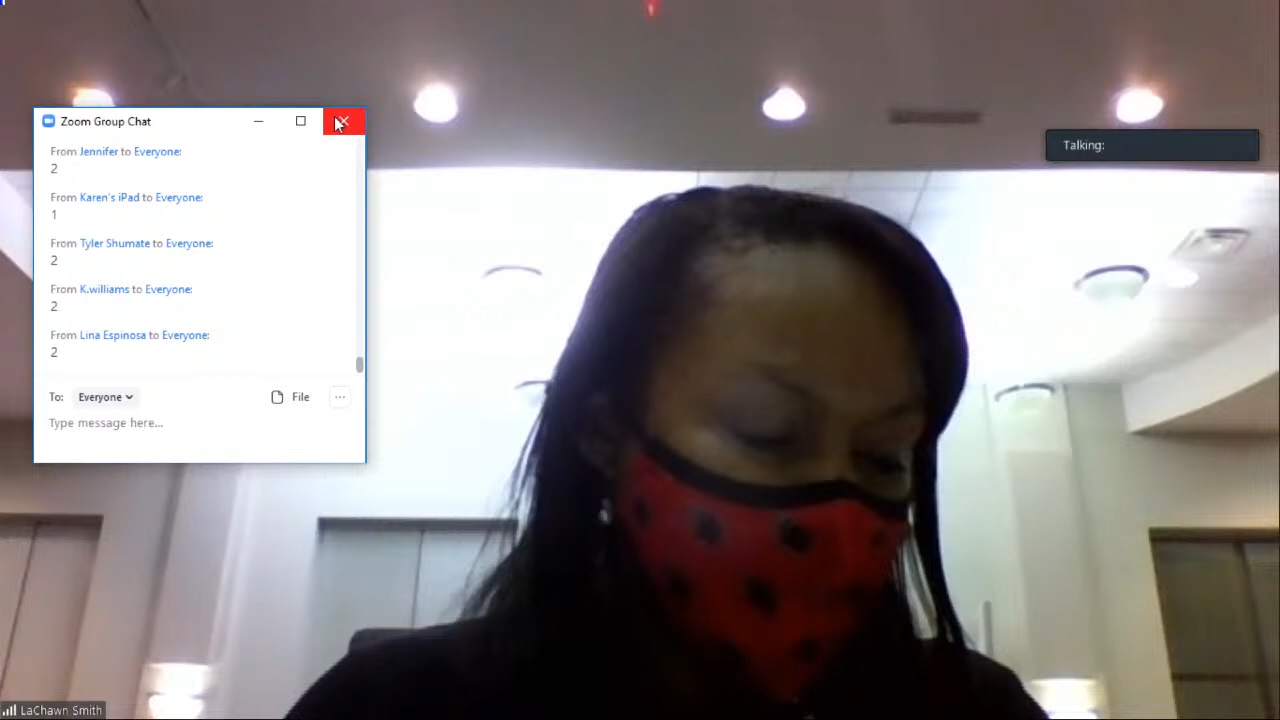 Zoom Group Chat
From Jennifer to Everyone:
2
From Karen's iPad to Everyone:
1
From Tyler Shumate to Everyone:
2
From K.williams to Everyone:
2
From Lina Espinosa to Everyone:
2
To: Everyone File ...
Type message here...
Talking:
LaChawn Smith